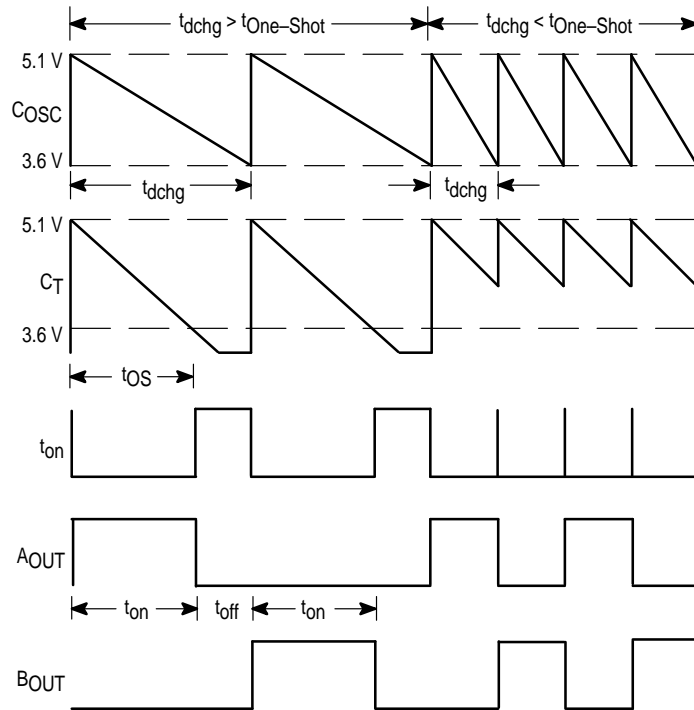 tdchg > tOne–Shot tdchg < tOne–Shot
5.1 V
COSC
3.6 V
tdchg tdchg
5.1 V
CT
3.6 V
tOS
ton
AOUT
ton toff ton
BOUT